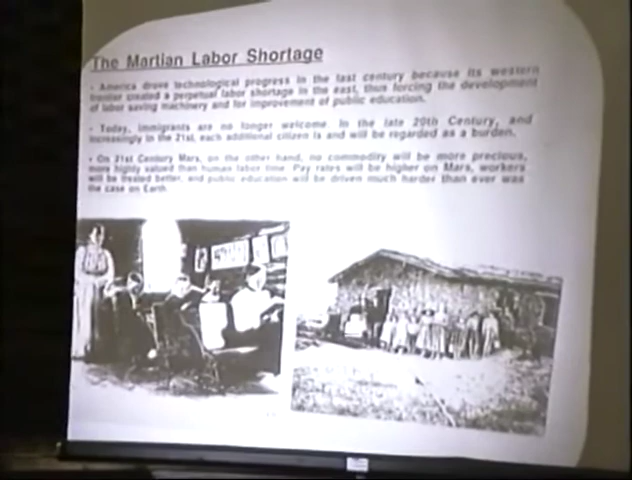 The Martian Labor Shortage
• America drove technological progress in the last century because its western
frontier created a perpetual labor shortage in the east, thus forcing the development
of labor saving machinery and for improvement of public education.
• Today, immigrants are no longer welcome. In the late 20th Century, and
increasingly in the 21st, each additional citizen is and will be regarded as a burden.
• On 21st Century Mars, on the other hand, no commodity will be more precious,
more highly valued than human labor time. Pay rates will be higher on Mars, workers
will be treated better, and public education will be driven much harder than ever was
the case on Earth